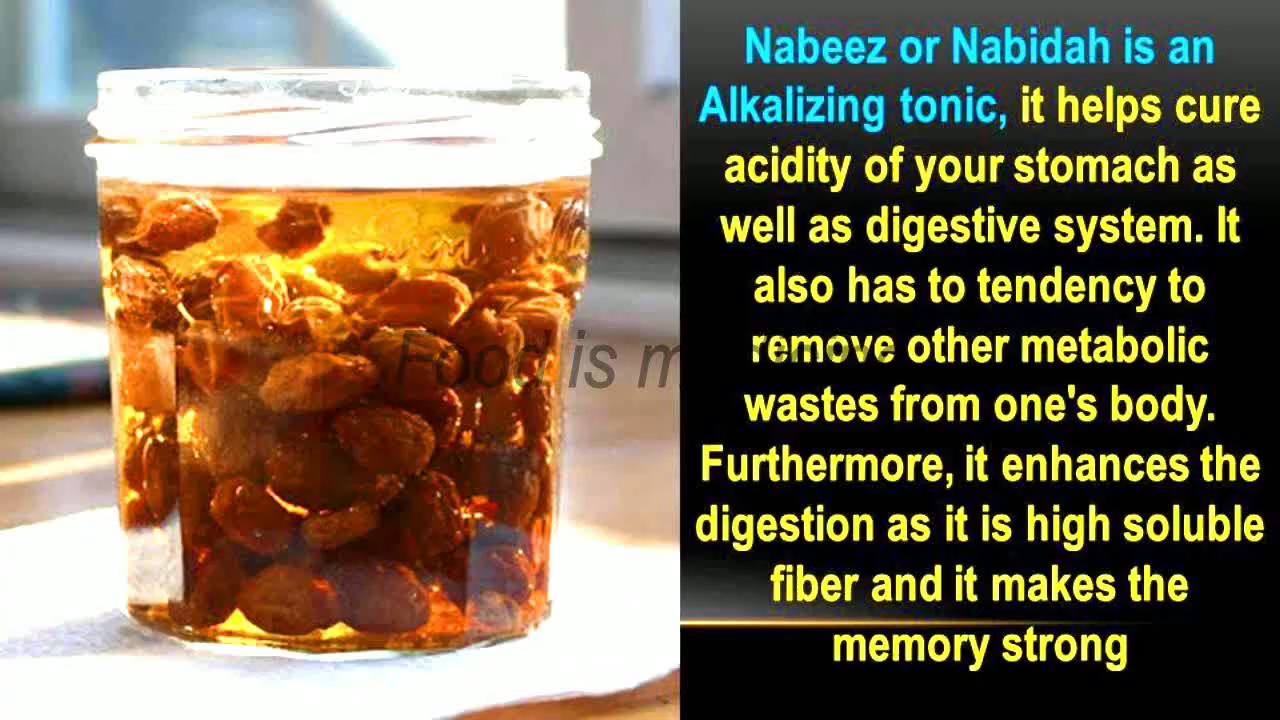 Nabeez or Nabidah is an
Alkalizing tonic, it helps cure
acidity of your stomach as
well as digestive system. It
also has to tendency to
remove other metabolic
wastes from one's body.
Furthermore, it enhances the
digestion as it is high soluble
fiber and it makes the
memory strong
Food is